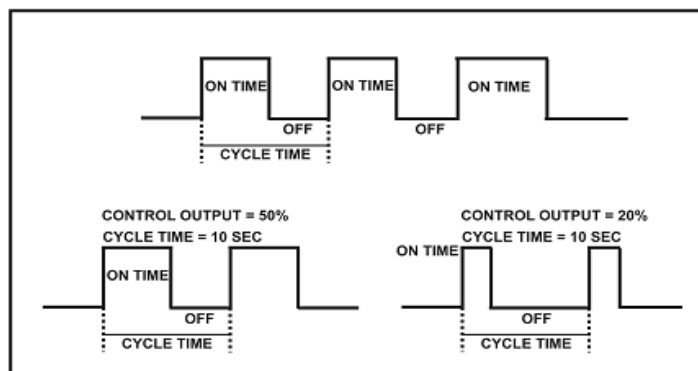 ON TIME ON TIME ON TIME
OFF OFF
CYCLE TIME
CONTROL OUTPUT = 50%
CYCLE TIME = 10 SEC
ON TIME
OFF
CYCLE TIME
CONTROL OUTPUT = 20%
CYCLE TIME = 10 SEC
ON TIME
OFF
CYCLE TIME